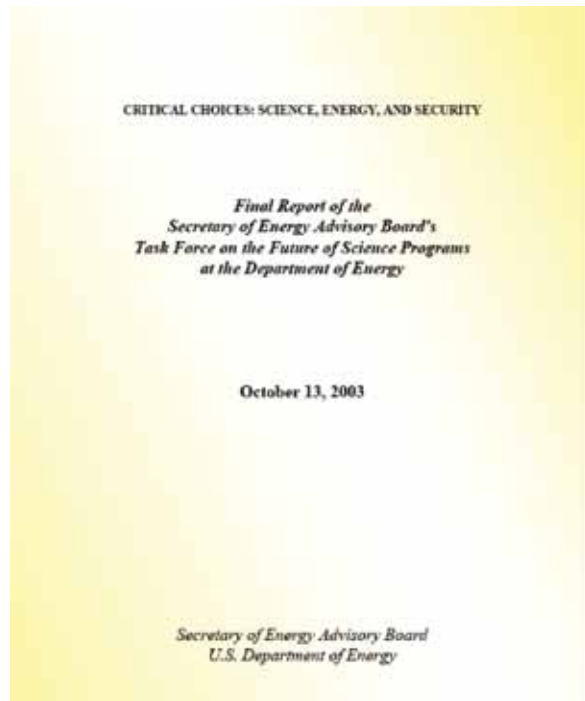 CRITICAL CHOICES: SCIENCE, ENERGY, AND SECURITY
Final Report of the
Secretary of Energy Advisory Board's
Task Force on the Future of Science Programs
at the Department of Energy
October 13, 2003
Secretary of Energy Advisory Board
U.S. Department of Energy